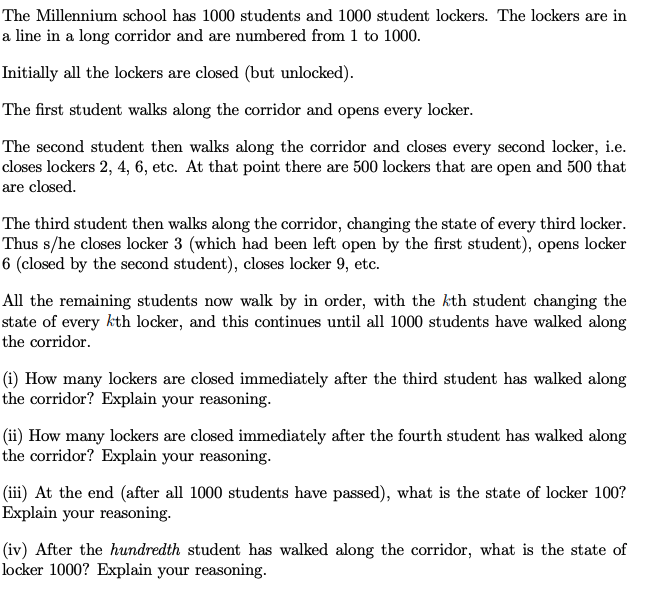 The Millennium school has 1000 students and 1000 student lockers. The lockers are in
a line in a long corridor and are numbered from 1 to 1000.
Initially all the lockers are closed (but unlocked).
The first student walks along the corridor and opens every locker.
The second student then walks along the corridor and closes every second locker, i.e.
closes lockers 2, 4, 6, etc. At that point there are 500 lockers that are open and 500 that
are closed.
The third student then walks along the corridor, changing the state of every third locker.
Thus s/he closes locker 3 (which had been left open by the first student), opens locker
6 (closed by the second student), closes locker 9, etc.
All the remaining students now walk by in order, with the kth student changing the
state of every kth locker, and this continues until all 1000 students have walked along
the corridor.
(i) How many lockers are closed immediately after the third student has walked along
the corridor? Explain your reasoning.
(ii) How many lockers are closed immediately after the fourth student has walked along
the corridor? Explain your reasoning.
(iii) At the end (after all 1000 students have passed), what is the state of locker 100?
Explain your reasoning.
(iv) After the hundredth student has walked along the corridor, what is the state of
locker 1000? Explain your reasoning.